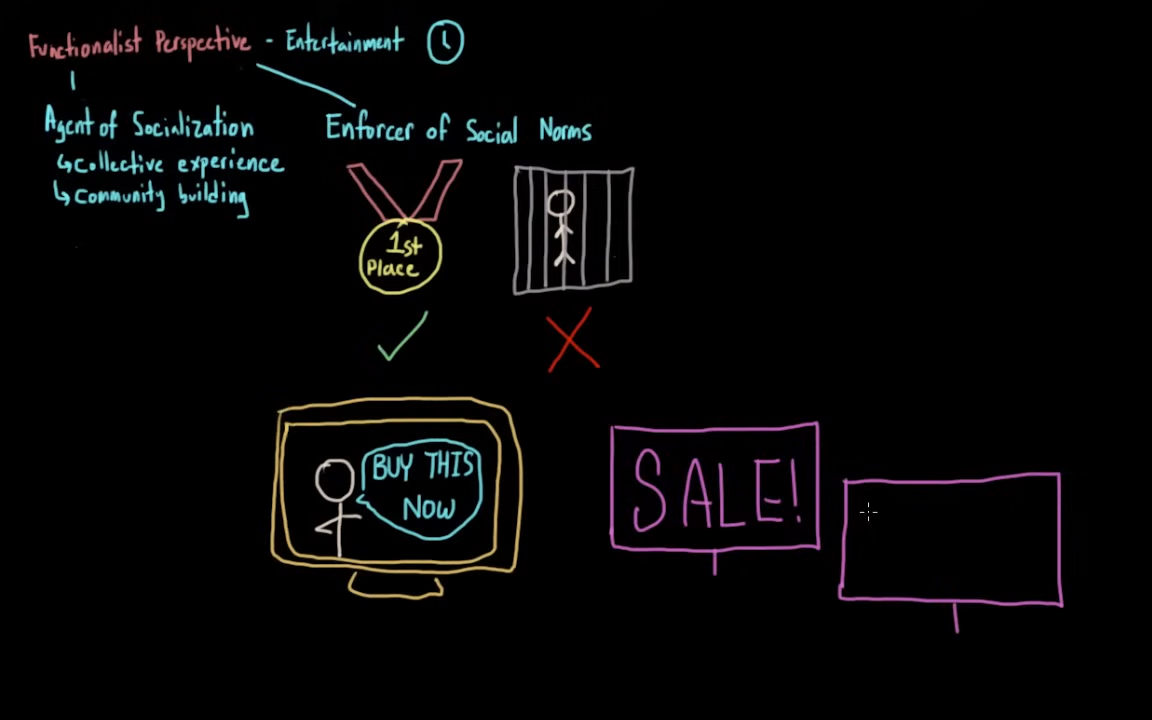 Functionalist Perspective - Entertainment
Agent of Socialization
↳ Collective experience
↳ Community building
Enforcer of Social Norms
1st
Place
BUY THIS
NOW
SALE!